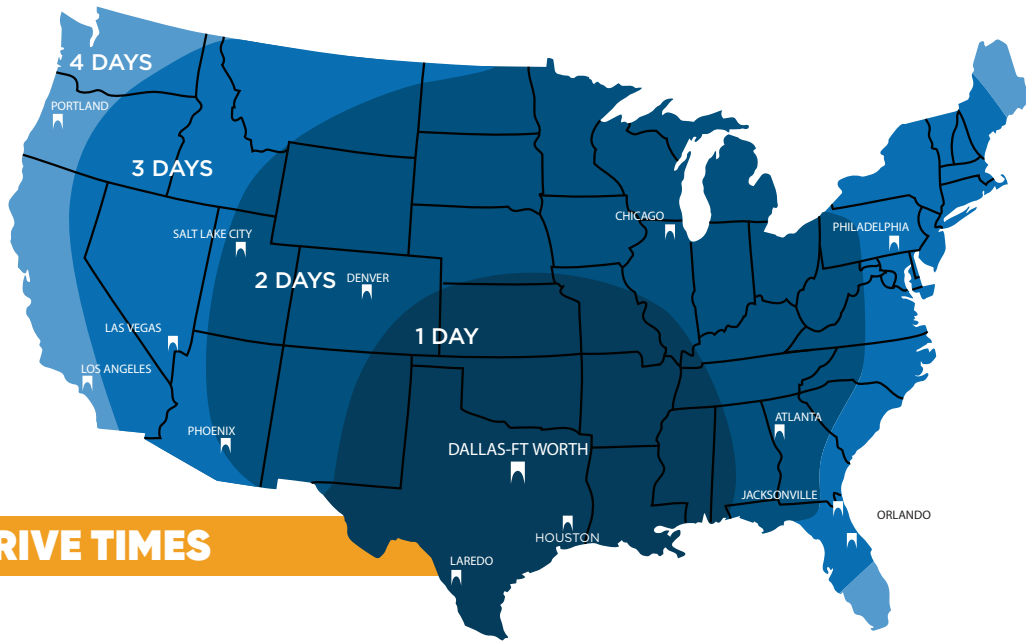 4 DAYS
PORTLAND
3 DAYS
SALT LAKE CITY
2 DAYS
DENVER
CHICAGO
PHILADELPHIA
1 DAY
LAS VEGAS
LOS ANGELES
PHOENIX
DALLAS-FT WORTH
ATLANTA
JACKSONVILLE
ORLANDO
HOUSTON
LAREDO
RIVE TIMES